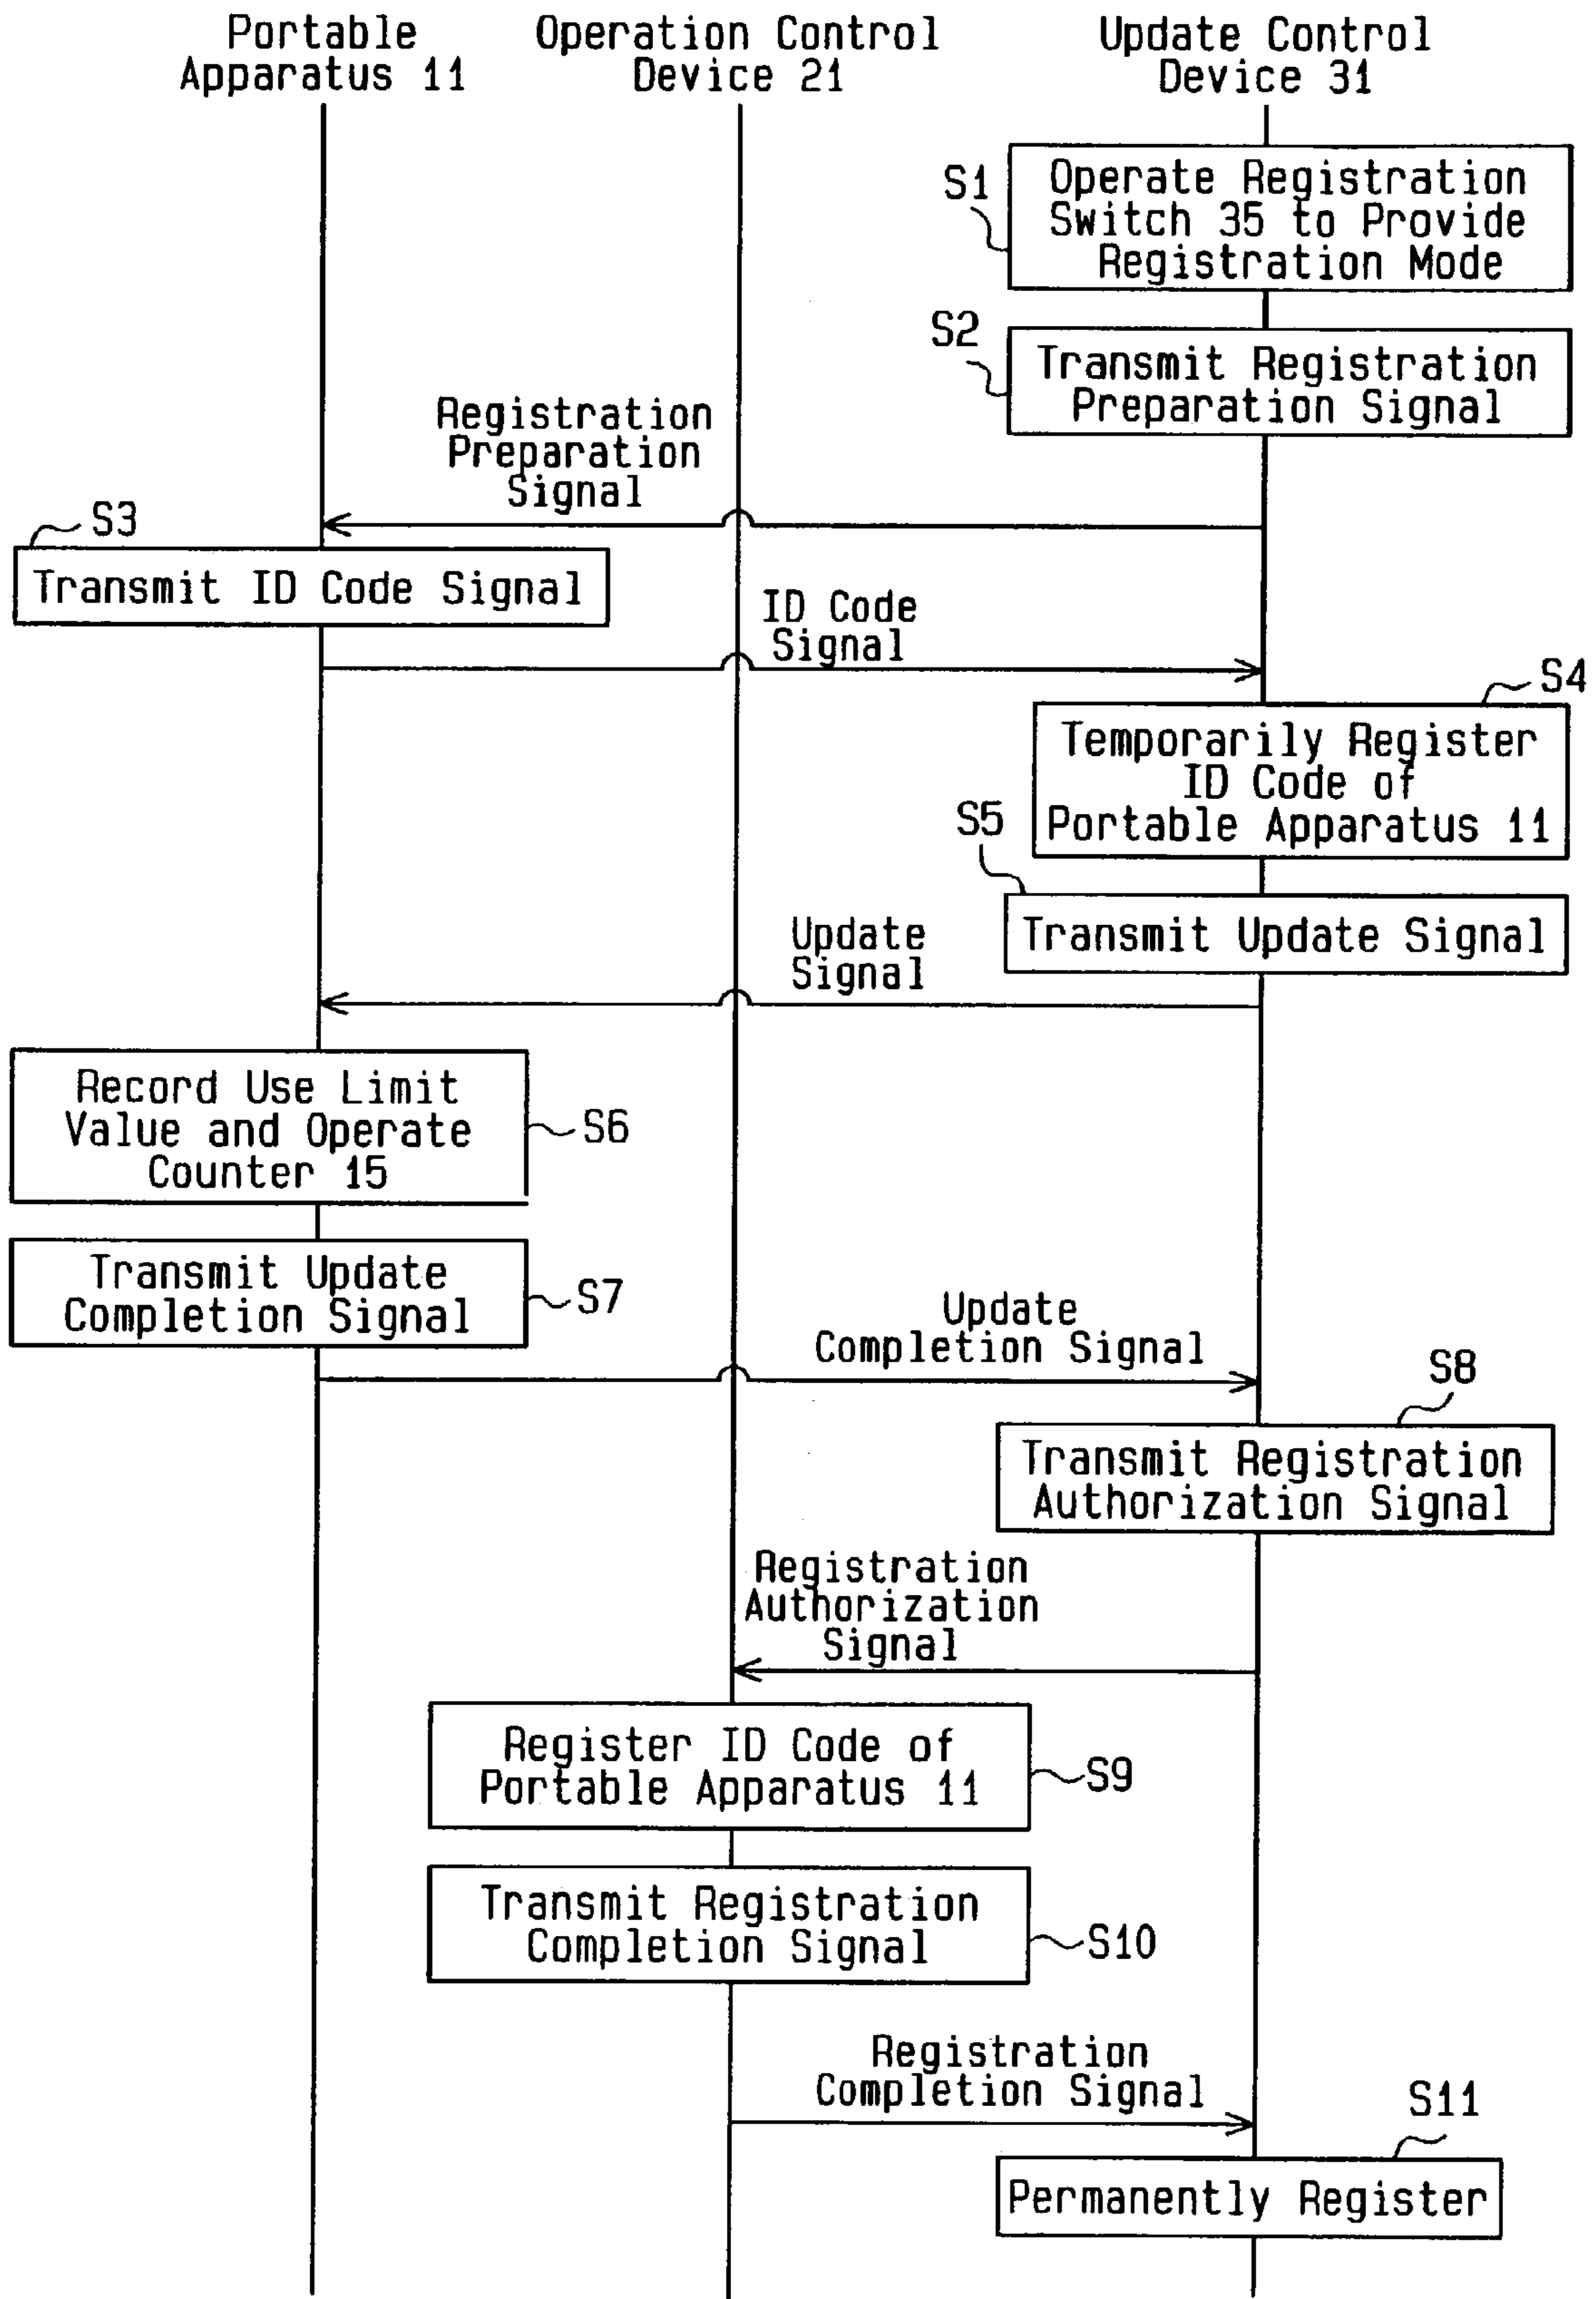 Portable
Apparatus 11
Operation Control
Device 21
Update Control
Device 31
S1
Operate Registration
Switch 35 to Provide
Registration Mode
S2
Transmit Registration
Preparation Signal
Registration
Preparation
Signal
S3
Transmit ID Code Signal
ID Code
Signal
S4
Temporarily Register
ID Code of
Portable Apparatus 11
S5
Transmit Update Signal
Update
Signal
Record Use Limit
Value and Operate
Counter 15
S6
Transmit Update
Completion Signal
S7
Update
Completion Signal
S8
Transmit Registration
Authorization Signal
Registration
Authorization
Signal
Register ID Code of
Portable Apparatus 11
S9
Transmit Registration
Completion Signal
S10
Registration
Completion Signal
S11
Permanently Register